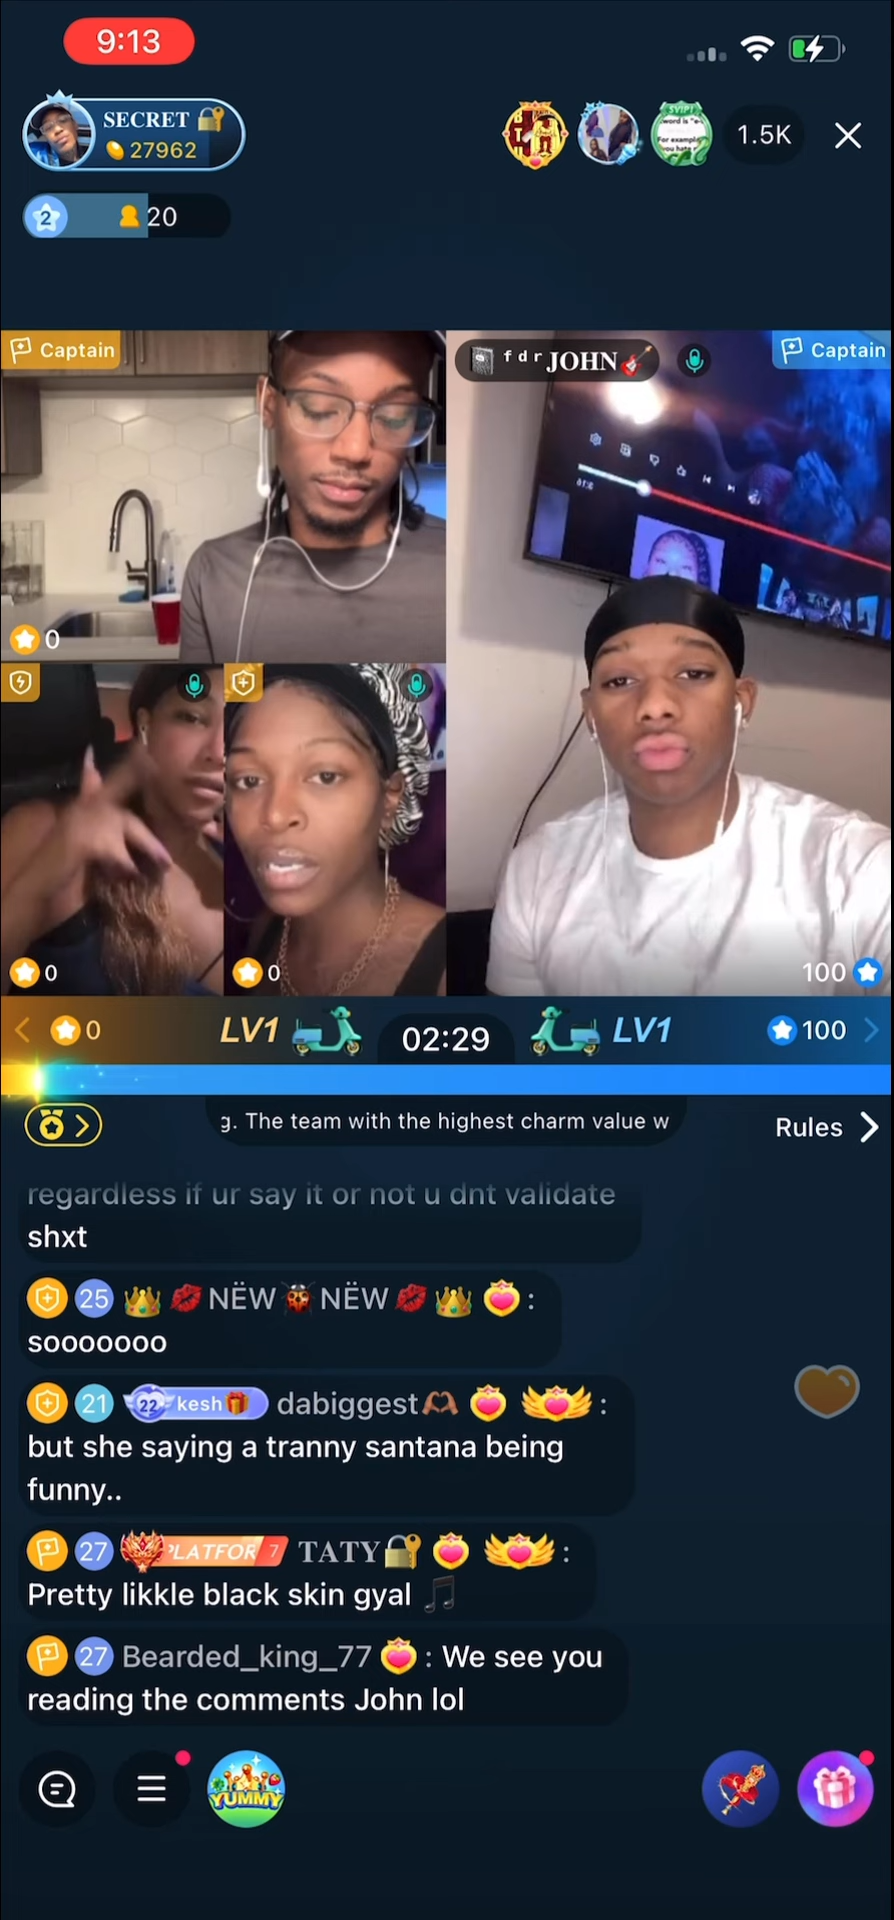 9:13
SECRET 🔐
27962
1.5K
2
20
Captain
ᶠ ᵈ ʳ JOHN🎸
Captain
0
0
0
100
0
LV1
02:29
LV1
100
g. The team with the highest charm value w
Rules
regardless if ur say it or not u dnt validate
shxt
25 👑 💋 NËW 🐞 NËW 💋 👑 :
sooooooo
21 22 kesh🎁 dabiggest🫶🏾 :
but she saying a tranny santana being
funny..
27 PLATFOR 7 TATY🔐 :
Pretty likkle black skin gyal 🎵
27 Bearded_king_77 : We see you
reading the comments John lol
YUMMY